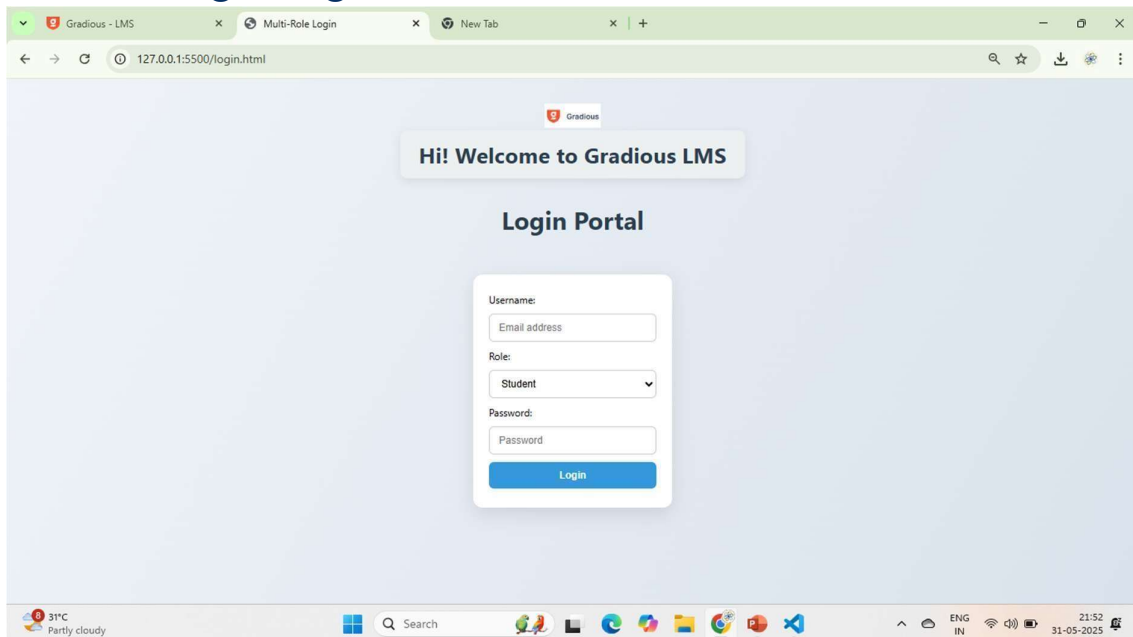 Gradious - LMS
Multi-Role Login
New Tab
127.0.0.1:5500/login.html
Gradious
Hi! Welcome to Gradious LMS
Login Portal
Username:
Email address
Role:
Student
Password:
Password
Login
8
31°C
Partly cloudy
Search
ENG
IN
21:52
31-05-2025